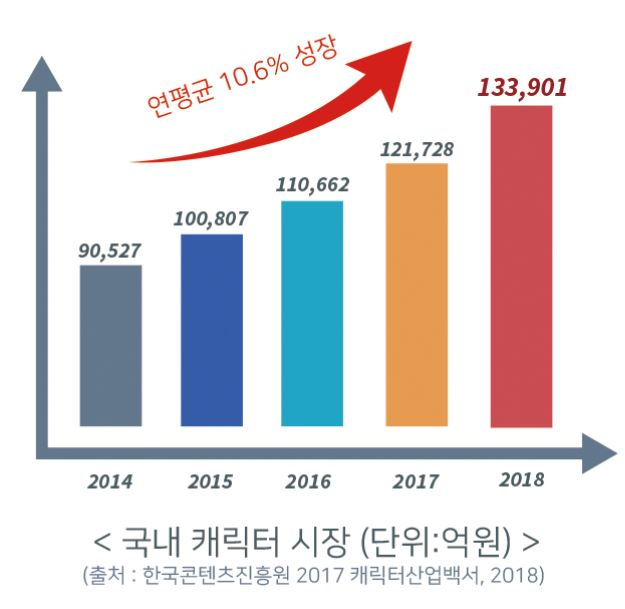 연평균 10.6% 성장
133,901
121,728
110,662
100,807
90,527
2014 2015 2016 2017 2018
< 국내 캐릭터 시장 (단위:억원) >
(출처 : 한국콘텐츠진흥원 2017 캐릭터산업백서, 2018)